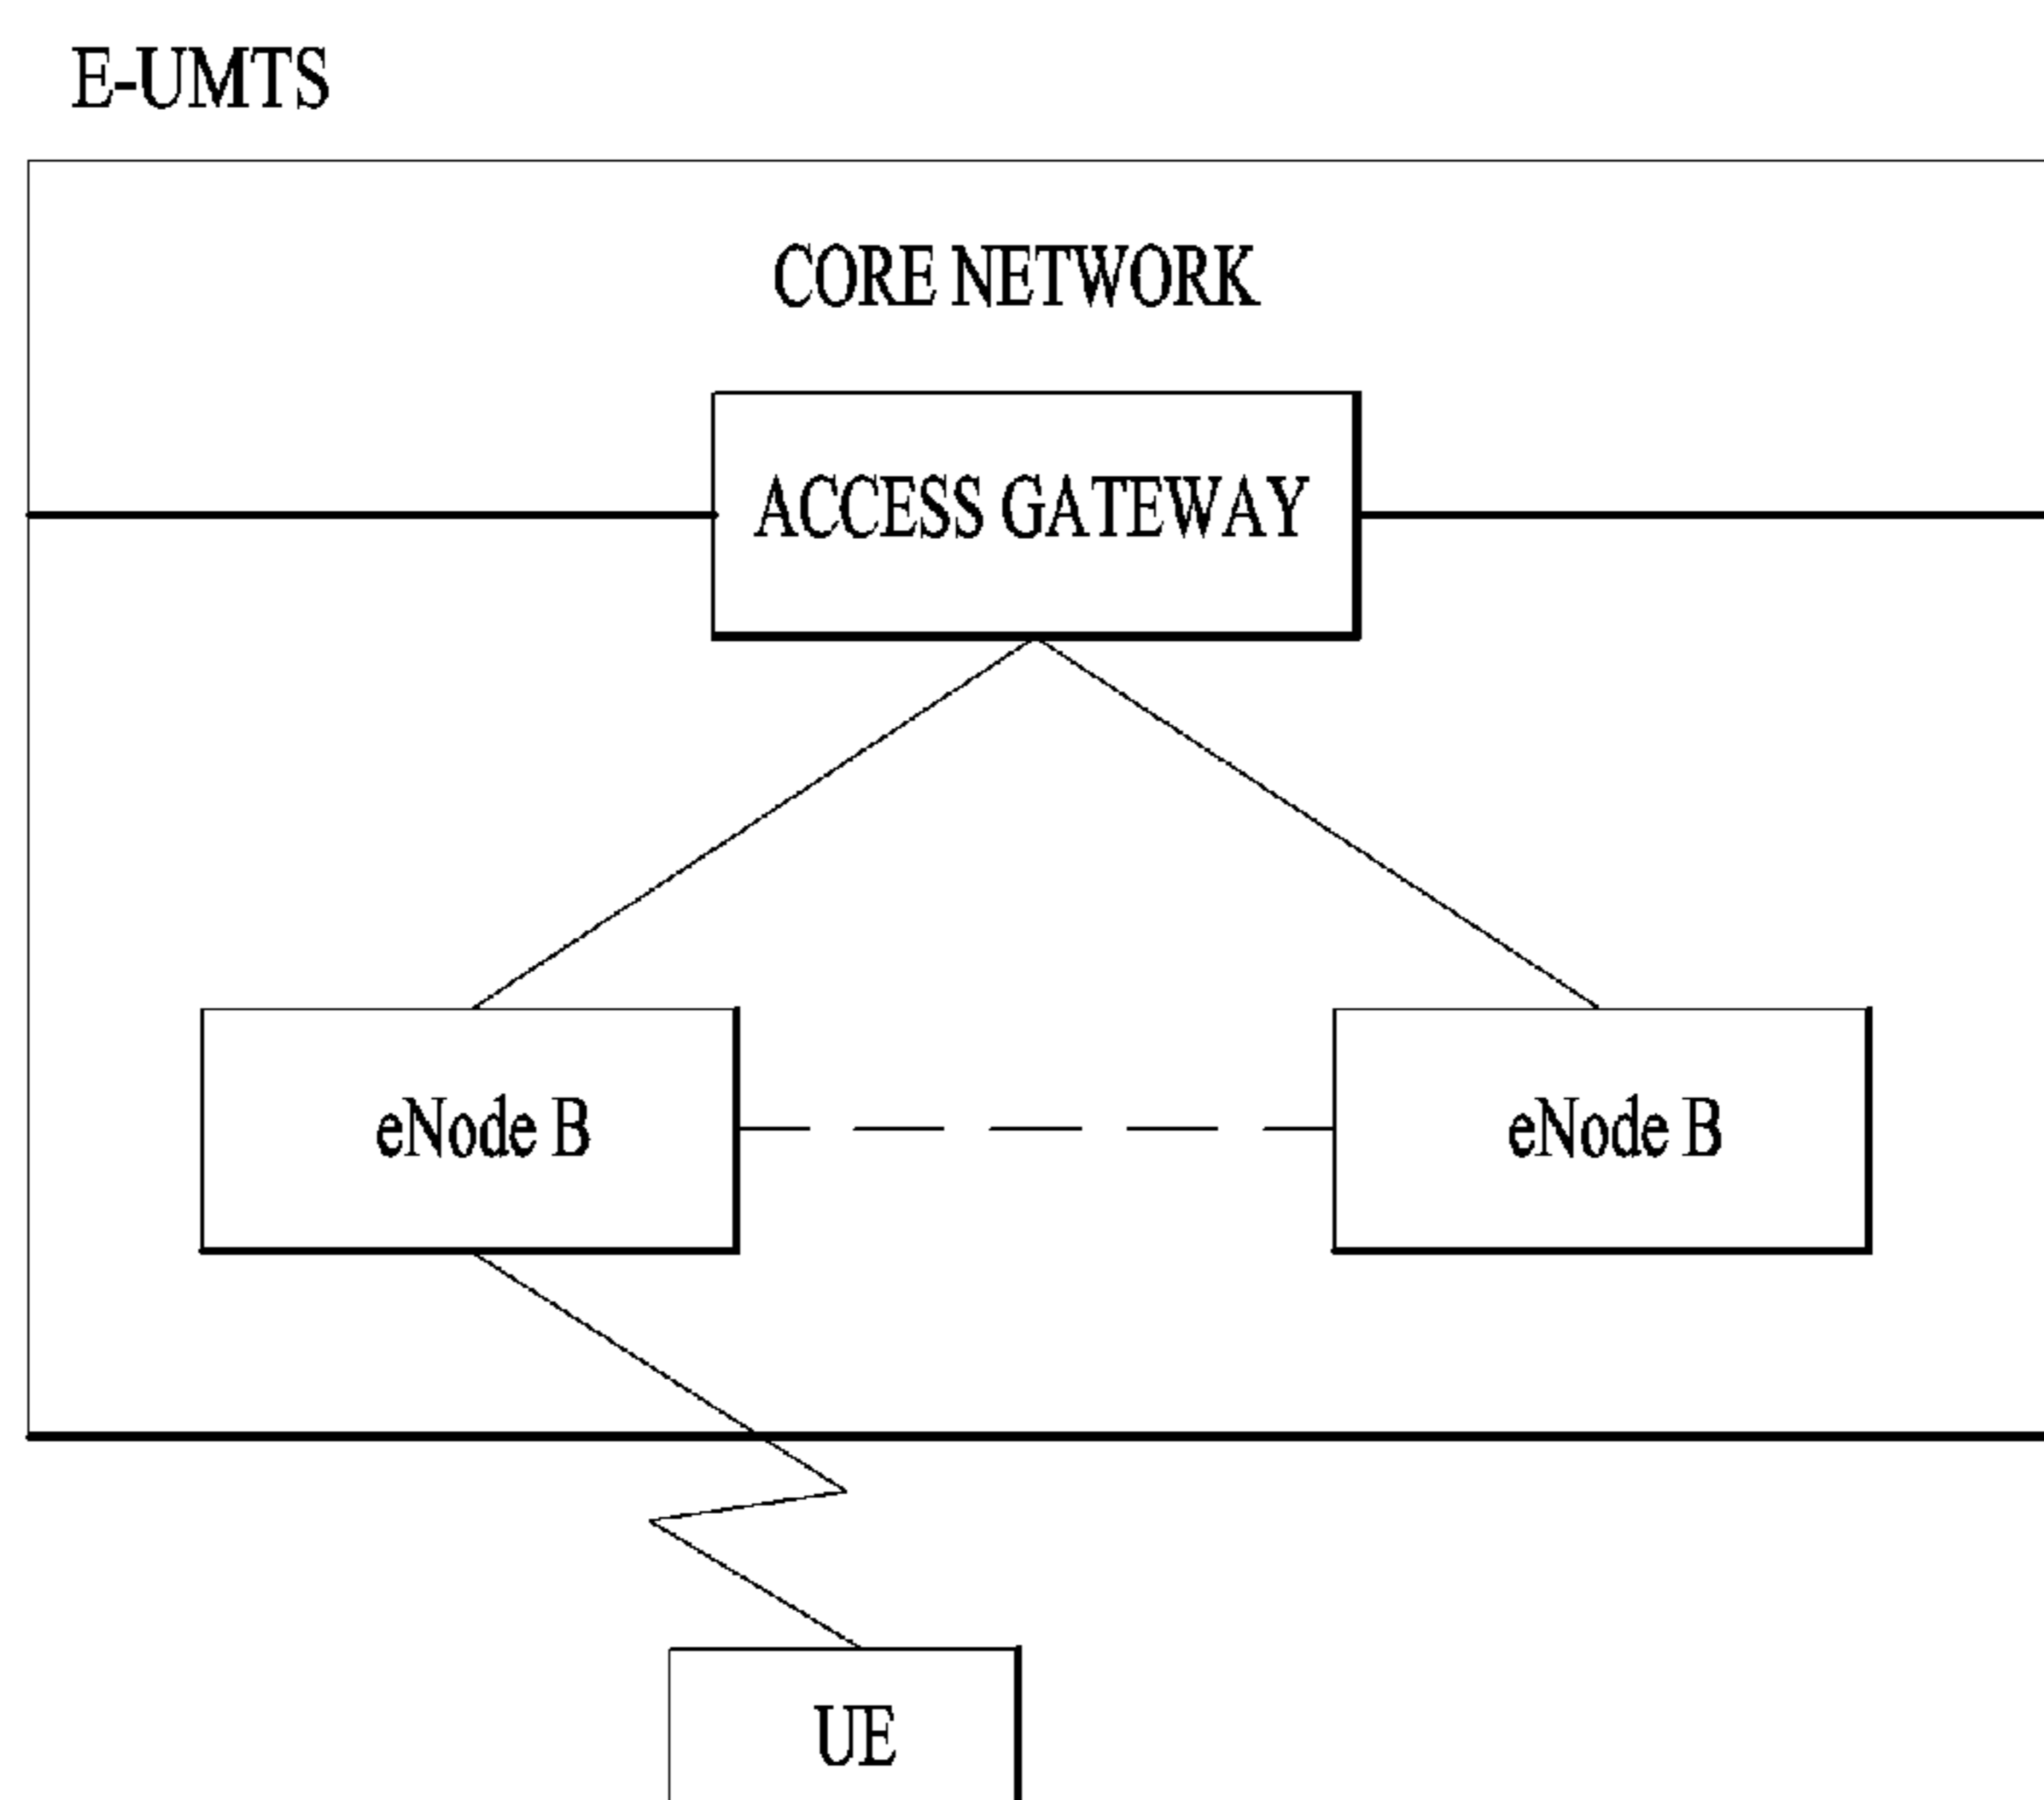 E-UMTS
CORE NETWORK
ACCESS GATEWAY
eNode B
eNode B
UE